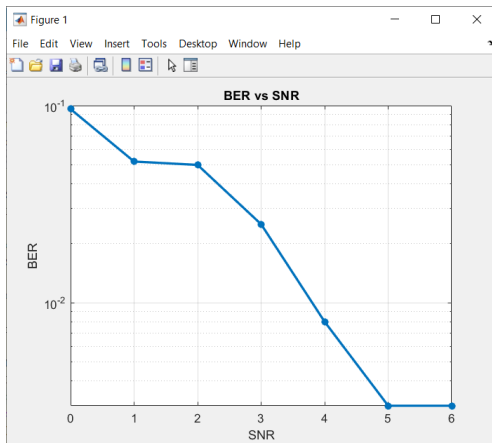 Figure 1
File Edit View Insert Tools Desktop Window Help
BER vs SNR
10-1
BER
10-2
0 1 2 3 4 5 6
SNR